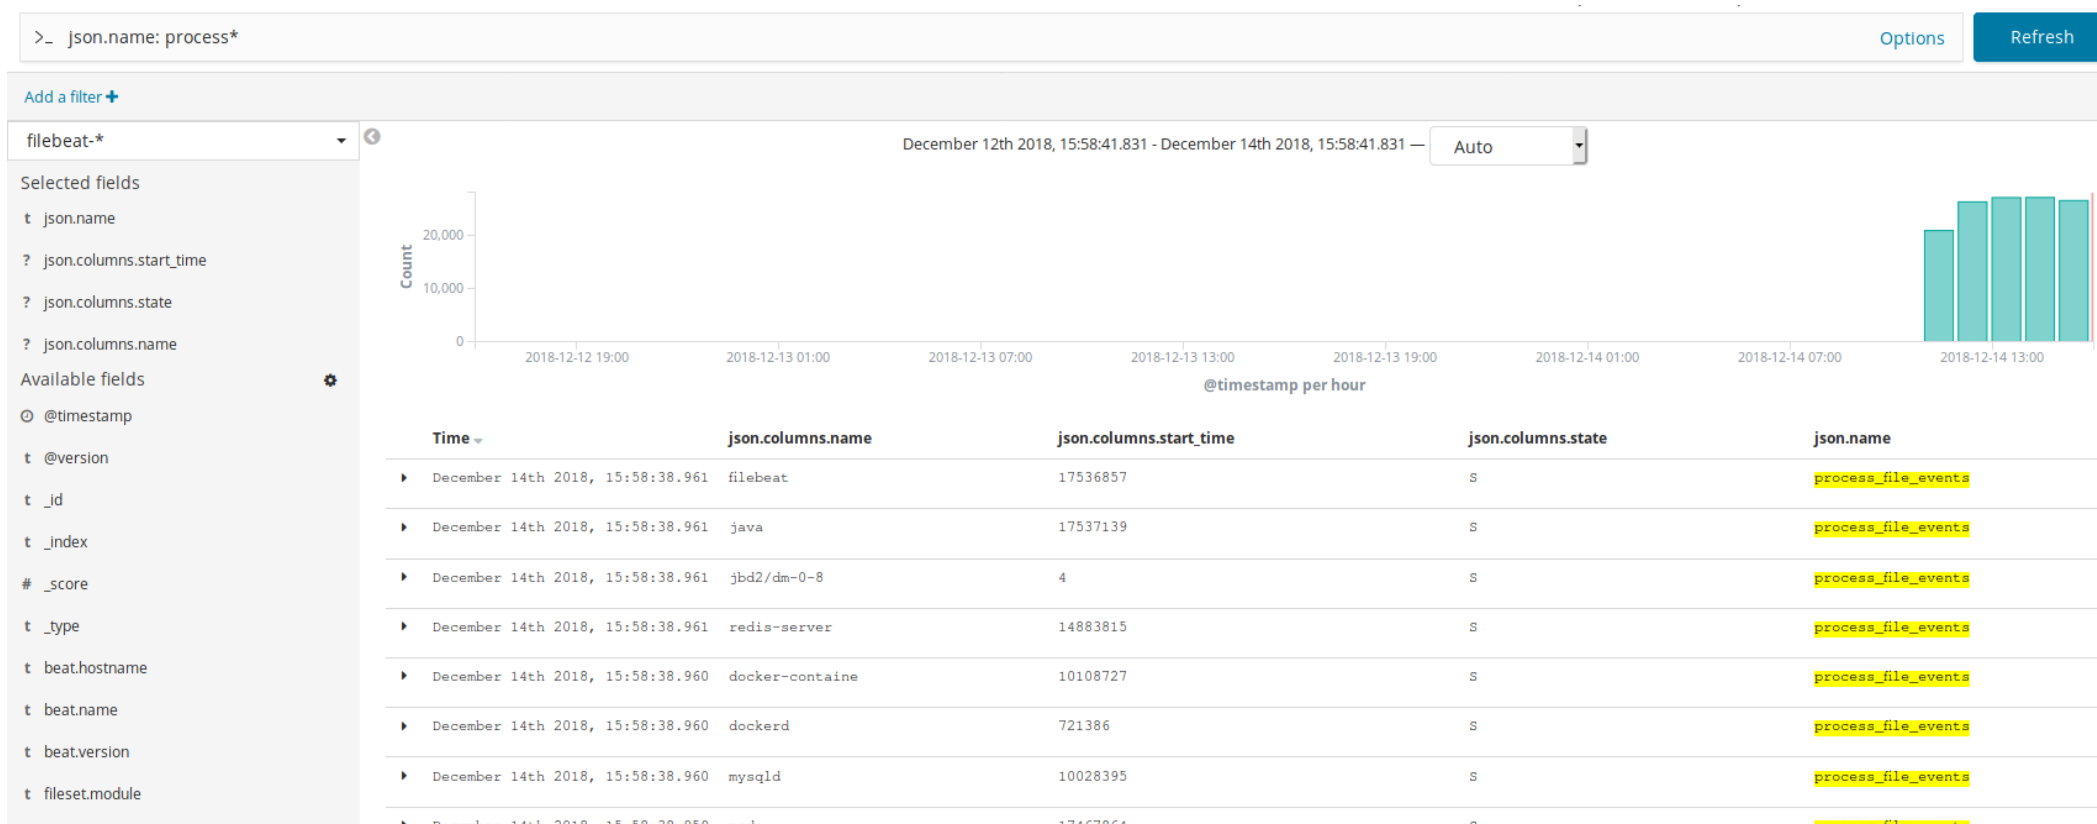 >_ json.name: process*
Options
Refresh
Add a filter +
filebeat-*
December 12th 2018, 15:58:41.831 - December 14th 2018, 15:58:41.831 — Auto
Selected fields
t json.name
? json.columns.start_time
? json.columns.state
? json.columns.name
Available fields
@timestamp
t @version
t _id
t _index
# _score
t _type
t beat.hostname
t beat.name
t beat.version
t fileset.module
Count
20,000
10,000
0
2018-12-12 19:00 2018-12-13 01:00 2018-12-13 07:00 2018-12-13 13:00 2018-12-13 19:00 2018-12-14 01:00 2018-12-14 07:00 2018-12-14 13:00
@timestamp per hour
Time json.columns.name json.columns.start_time json.columns.state json.name
December 14th 2018, 15:58:38.961 filebeat 17536857 S process_file_events
December 14th 2018, 15:58:38.961 java 17537139 S process_file_events
December 14th 2018, 15:58:38.961 jbd2/dm-0-8 4 S process_file_events
December 14th 2018, 15:58:38.961 redis-server 14883815 S process_file_events
December 14th 2018, 15:58:38.960 docker-containe 10108727 S process_file_events
December 14th 2018, 15:58:38.960 dockerd 721386 S process_file_events
December 14th 2018, 15:58:38.960 mysqld 10028395 S process_file_events